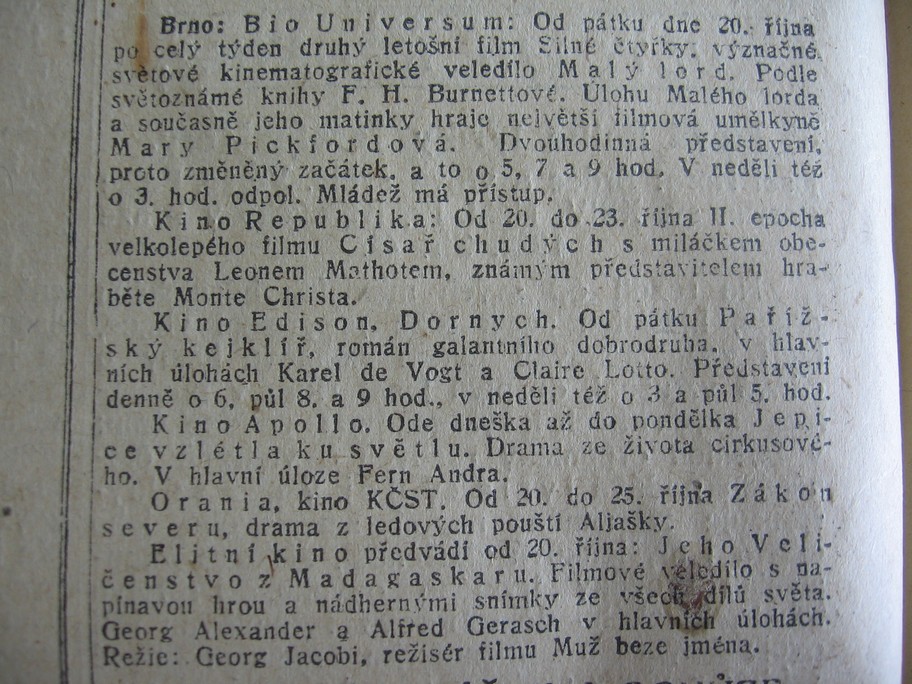 Brno: Bio Universum: Od pátku dne 20. října
po celý týden druhý letošní film Silné čtyřky, význačné
světové kinematografické veledílo Malý lord. Podle
světoznámé knihy F. H. Burnettové. Úlohu Malého lorda
a současně jeho matinky hraje největší filmová umělkyně
Mary Pickfordová. Dvouhodinná představení,
proto změněný začátek, a to o 5, 7 a 9 hod. V neděli též
o 3. hod. odpol. Mládež má přístup.
Kino Republika: Od 20. do 23. října II. epocha
velkolepého filmu Císař chudých s miláčkem obe-
censtva Leonem Mathotem, známým představitelem hra-
běte Monte Christa.
Kino Edison, Dornych. Od pátku Paříž-
ský kejklíř, román galantního dobrodruha, v hlav-
ních úlohách Karel de Vogt a Claire Lotto. Představení
denně o 6, půl 8. a 9 hod., v neděli též o 3 a půl 5. hod.
Kino Apollo. Ode dneška až do pondělka Jepi-
ce vzlétla ku světlu. Drama ze života cirkusové-
ho. V hlavní úloze Fern Andra.
Orania, kino KČST. Od 20. do 25. října Zákon
severu, drama z ledových pouští Aljašky.
Elitní kino předvádí od 20. října: Jeho Veli-
čenstvo z Madagaskaru. Filmové veledílo s na-
pínavou hrou a nádhernými snímky ze všech dílů světa.
Georg Alexander a Alfred Gerasch v hlavních úlohách.
Režie: Georg Jacobi, režisér filmu Muž beze jména.